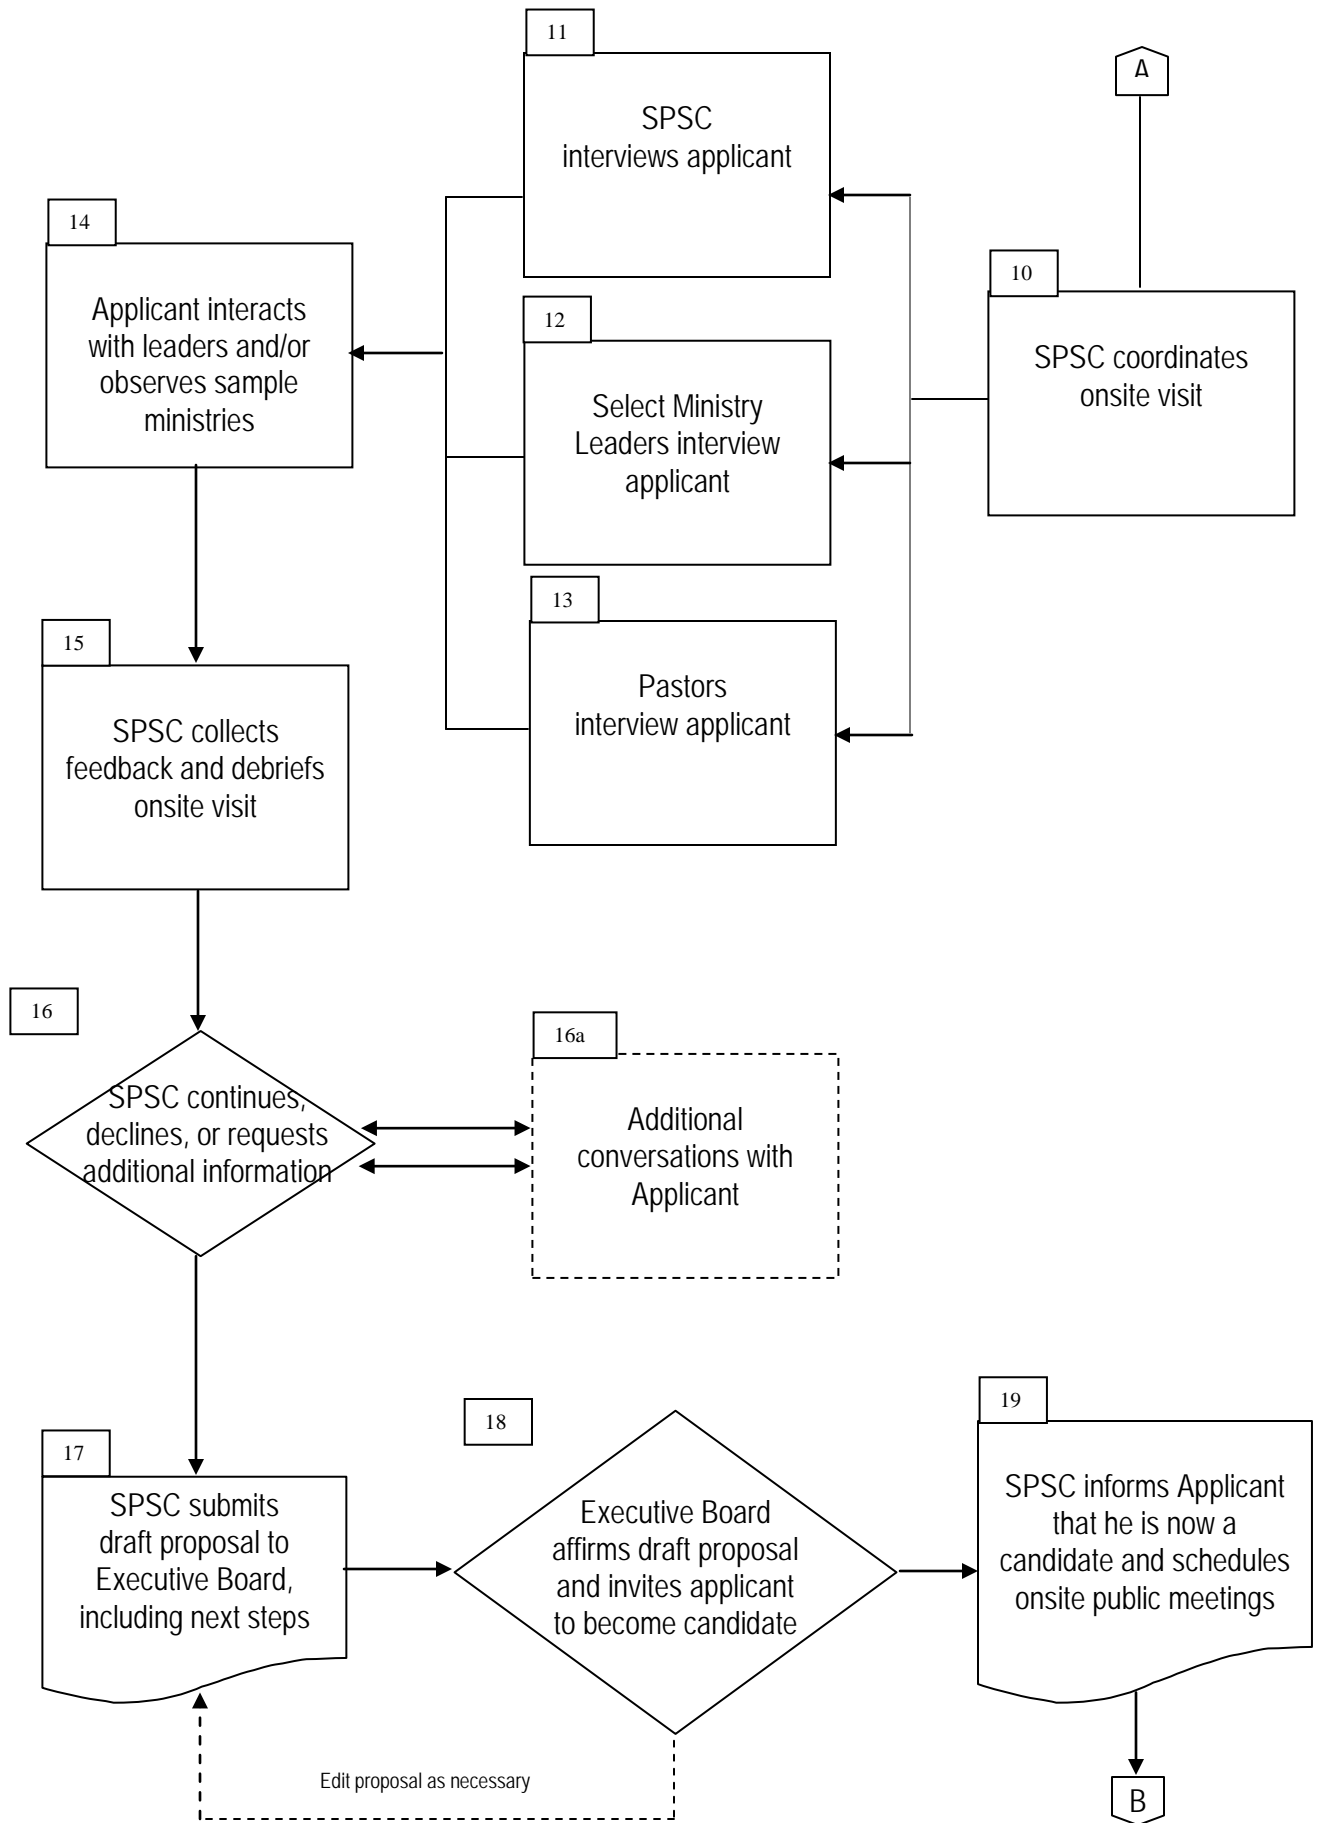 A
10
SPSC coordinates
onsite visit
11
SPSC
interviews applicant
12
Select Ministry
Leaders interview
applicant
13
Pastors
interview applicant
14
Applicant interacts
with leaders and/or
observes sample
ministries
15
SPSC collects
feedback and debriefs
onsite visit
16
SPSC continues,
declines, or requests
additional information
16a
Additional
conversations with
Applicant
17
SPSC submits
draft proposal to
Executive Board,
including next steps
18
Executive Board
affirms draft proposal
and invites applicant
to become candidate
Edit proposal as necessary
19
SPSC informs Applicant
that he is now a
candidate and schedules
onsite public meetings
B